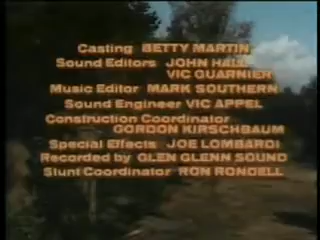 Casting BETTY MARTIN
Sound Editors JOHN HALL
VIC GUARNIER
Music Editor MARK SOUTHERN
Sound Engineer VIC APPEL
Construction Coordinator
GORDON KIRSCHBAUM
Special Effects JOE LOMBARDI
Recorded by GLEN GLENN SOUND
Stunt Coordinator RON RONDELL